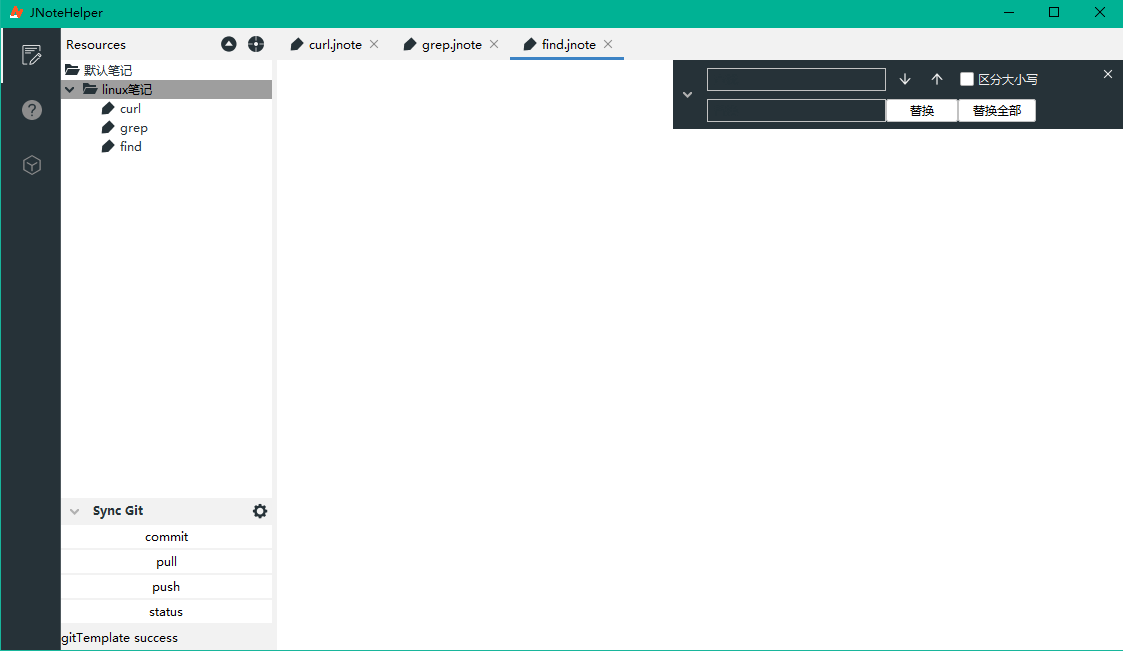 JNoteHelper
Resources
curl.jnote
grep.jnote
find.jnote
默认笔记
linux笔记
curl
grep
find
区分大小写
替换
替换全部
Sync Git
commit
pull
push
status
gitTemplate success